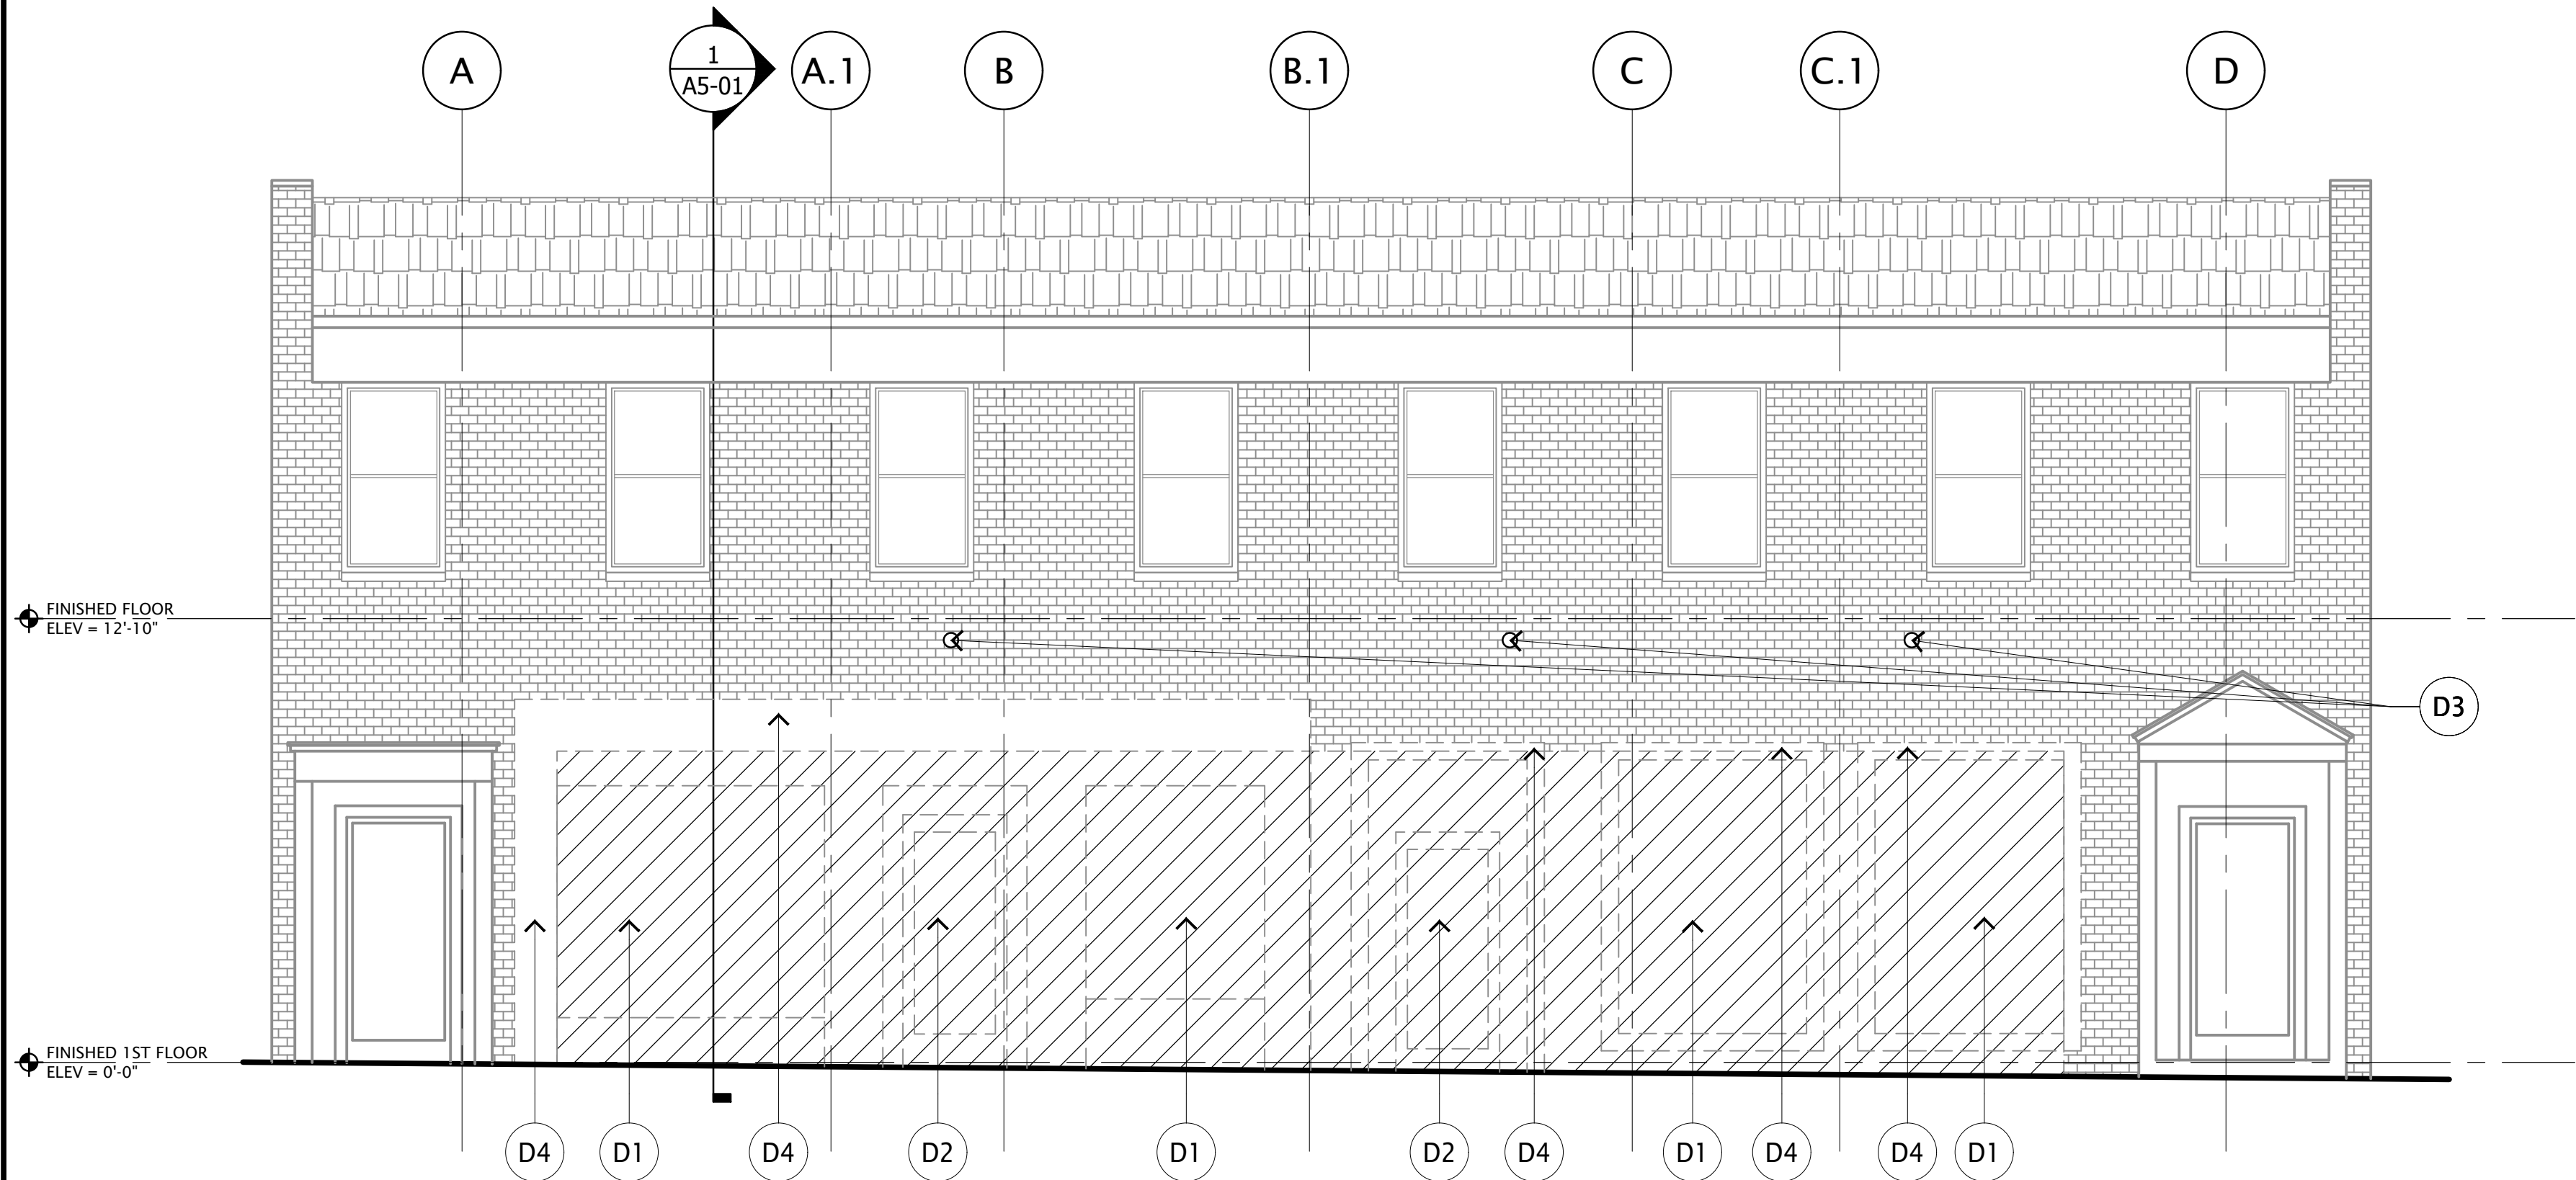 A
1
A5-01
A.1
B
B.1
C
C.1
D
FINISHED FLOOR
ELEV = 12'-10"
D3
FINISHED 1ST FLOOR
ELEV = 0'-0"
D4
D1
D4
D2
D1
D2
D4
D1
D4
D4
D1